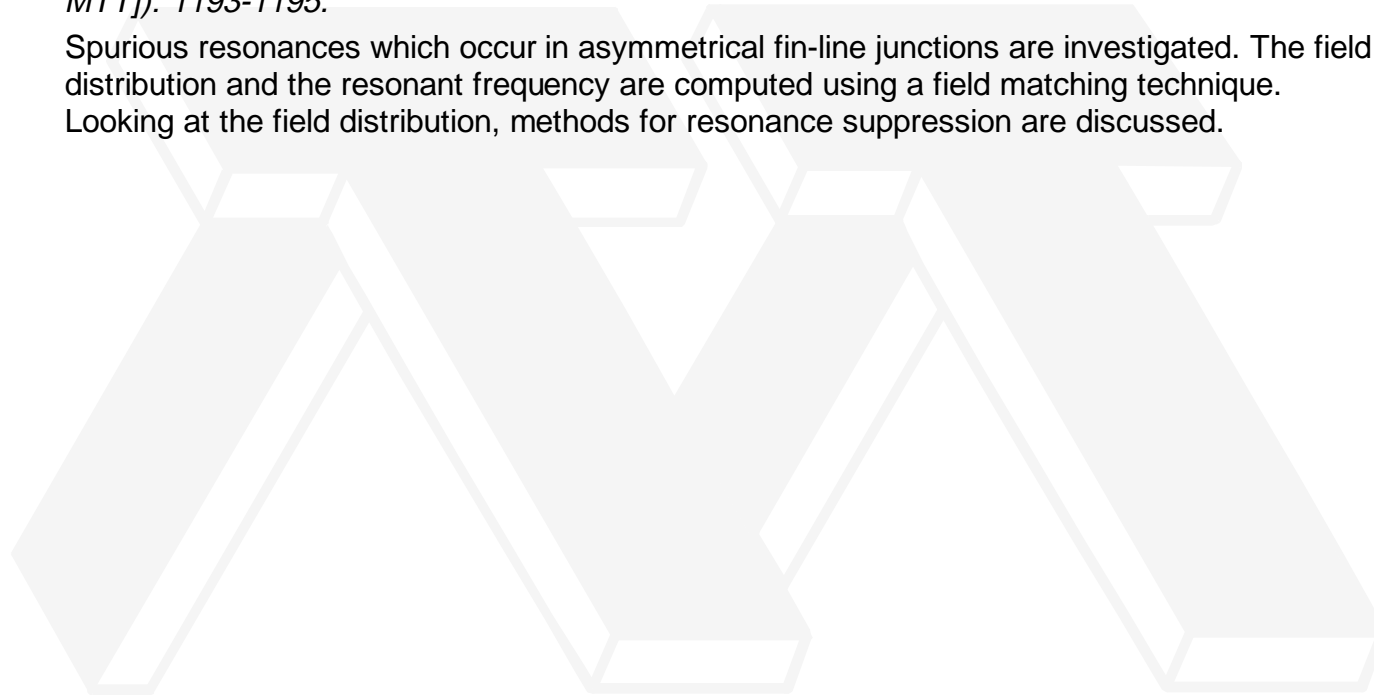 MTT]). 1193-1195.
Spurious resonances which occur in asymmetrical fin-line junctions are investigated. The field
distribution and the resonant frequency are computed using a field matching technique.
Looking at the field distribution, methods for resonance suppression are discussed.